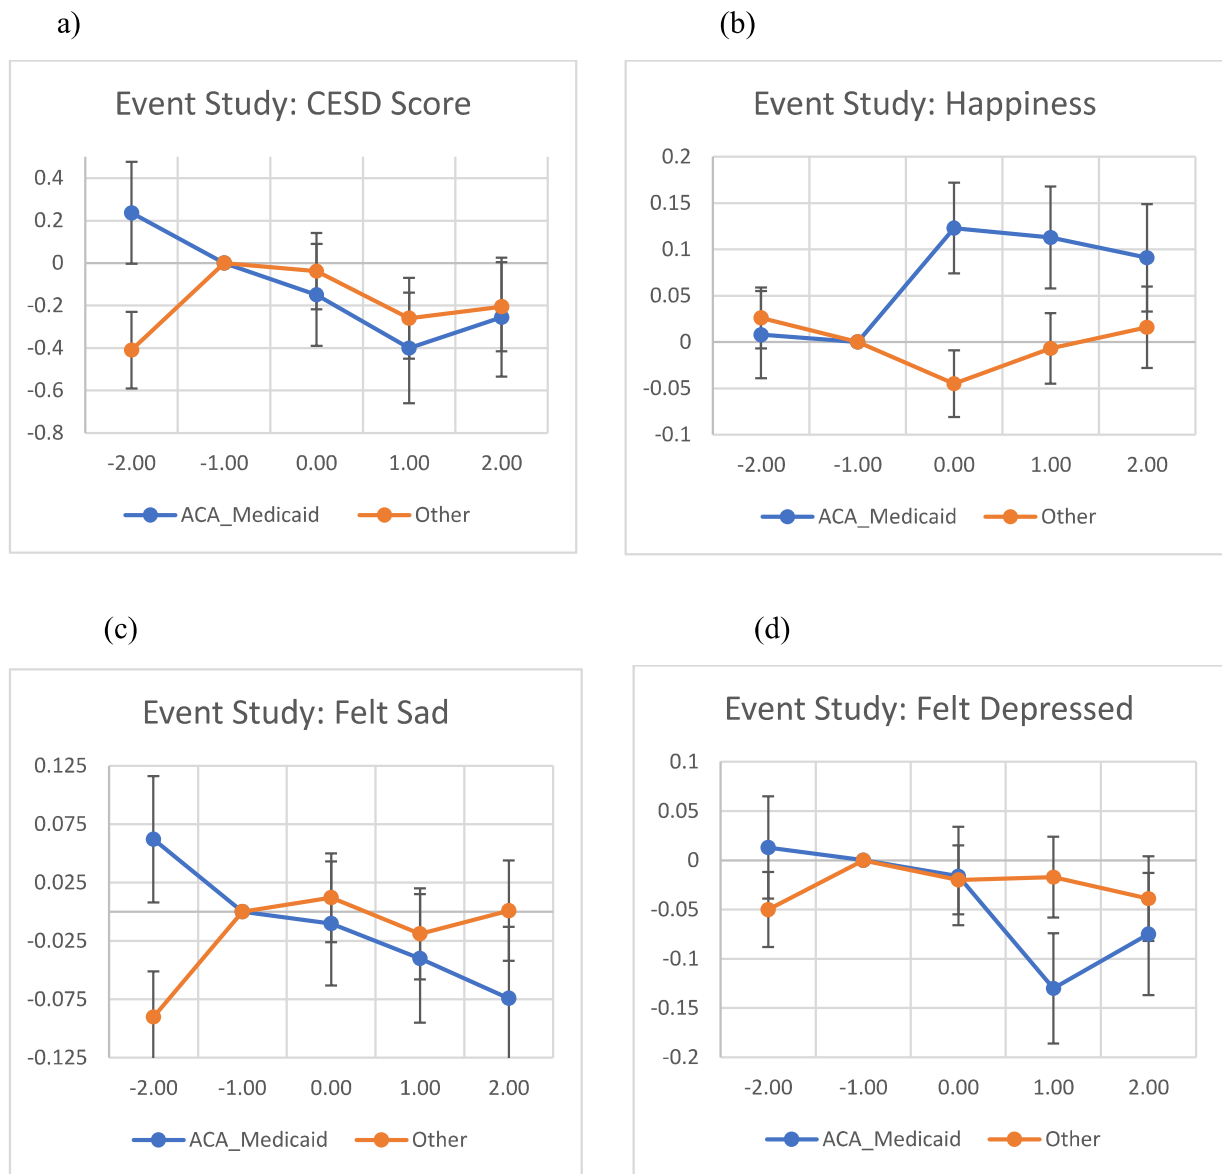 a)
(b)
Event Study: CESD Score
0.4
0.2
0
-0.2
-0.4
-0.6
-0.8
-2.00 -1.00 0.00 1.00 2.00
ACA_Medicaid Other
Event Study: Happiness
0.2
0.15
0.1
0.05
0
-0.05
-0.1
-2.00 -1.00 0.00 1.00 2.00
ACA_Medicaid Other
(c)
(d)
Event Study: Felt Sad
0.125
0.075
0.025
-0.025
-0.075
-0.125
-2.00 -1.00 0.00 1.00 2.00
ACA_Medicaid Other
Event Study: Felt Depressed
0.1
0.05
0
-0.05
-0.1
-0.15
-0.2
-2.00 -1.00 0.00 1.00 2.00
ACA_Medicaid Other